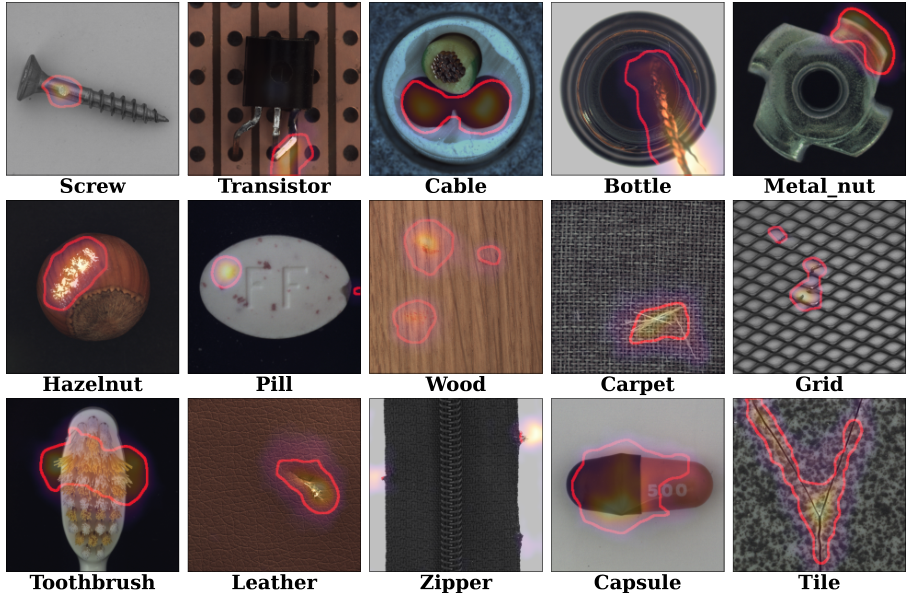 Screw
Transistor
Cable
Bottle
Metal_nut
FF
Hazelnut
Pill
Wood
Carpet
Grid
500
Toothbrush
Leather
Zipper
Capsule
Tile